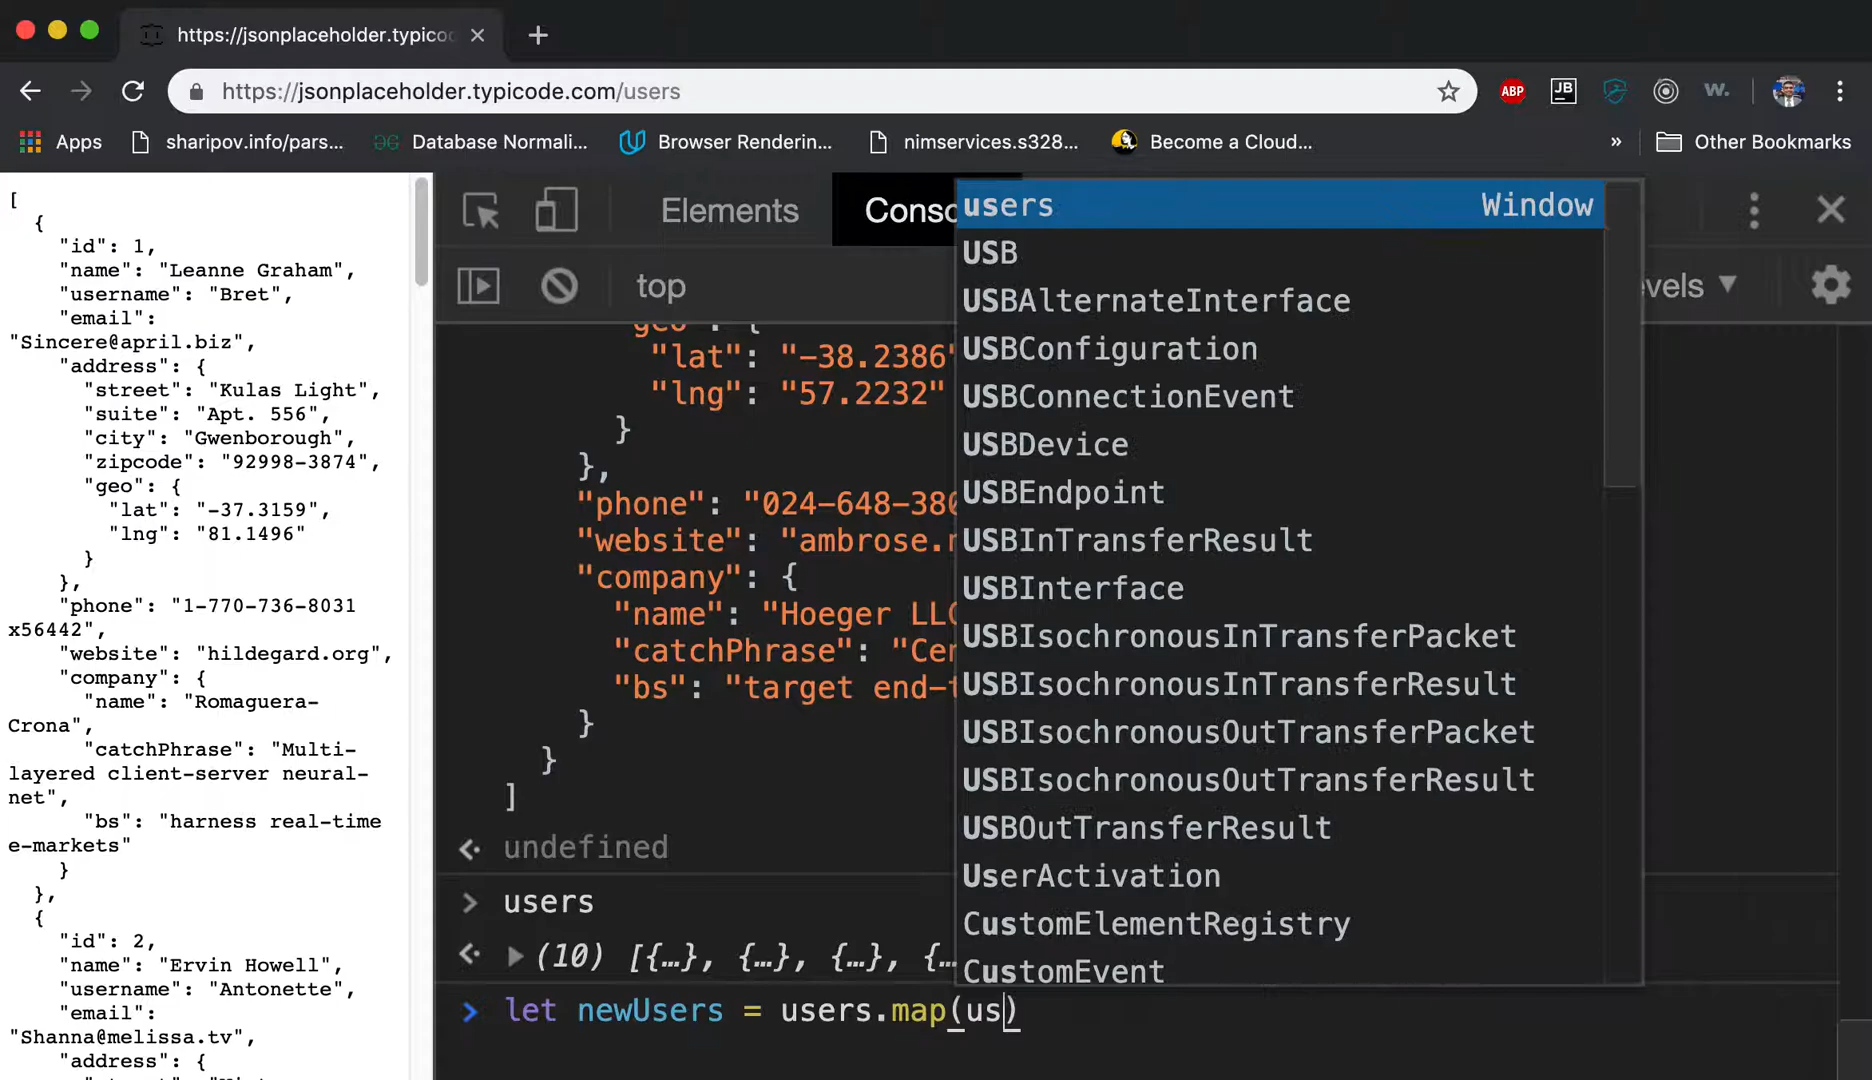 https://jsonplaceholder.typico
https://jsonplaceholder.typicode.com/users
ABP
JB
w.
Apps
sharipov.info/pars...
Database Normali...
Browser Renderin...
nimservices.s328...
Become a Cloud...
»
Other Bookmarks
[
{
"id": 1,
"name": "Leanne Graham",
"username": "Bret",
"email":
"Sincere@april.biz",
"address": {
"street": "Kulas Light",
"suite": "Apt. 556",
"city": "Gwenborough",
"zipcode": "92998-3874",
"geo": {
"lat": "-37.3159",
"lng": "81.1496"
}
},
"phone": "1-770-736-8031
x56442",
"website": "hildegard.org",
"company": {
"name": "Romaguera-
Crona",
"catchPhrase": "Multi-
layered client-server neural-
net",
"bs": "harness real-time
e-markets"
}
},
{
"id": 2,
"name": "Ervin Howell",
"username": "Antonette",
"email":
"Shanna@melissa.tv",
"address": {
Elements
Conso
top
evels ▼
{
"lat": "-38.2386"
"lng": "57.2232"
}
},
"phone": "024-648-380
"website": "ambrose.n
"company": {
"name": "Hoeger LLC
"catchPhrase": "Cen
"bs": "target end-t
}
}
]
undefined
users
(10) [{…}, {…}, {…}, {…
let newUsers = users.map(us)
users Window
USB
USBAlternateInterface
USBConfiguration
USBConnectionEvent
USBDevice
USBEndpoint
USBInTransferResult
USBInterface
USBIsochronousInTransferPacket
USBIsochronousInTransferResult
USBIsochronousOutTransferPacket
USBIsochronousOutTransferResult
USBOutTransferResult
UserActivation
CustomElementRegistry
CustomEvent